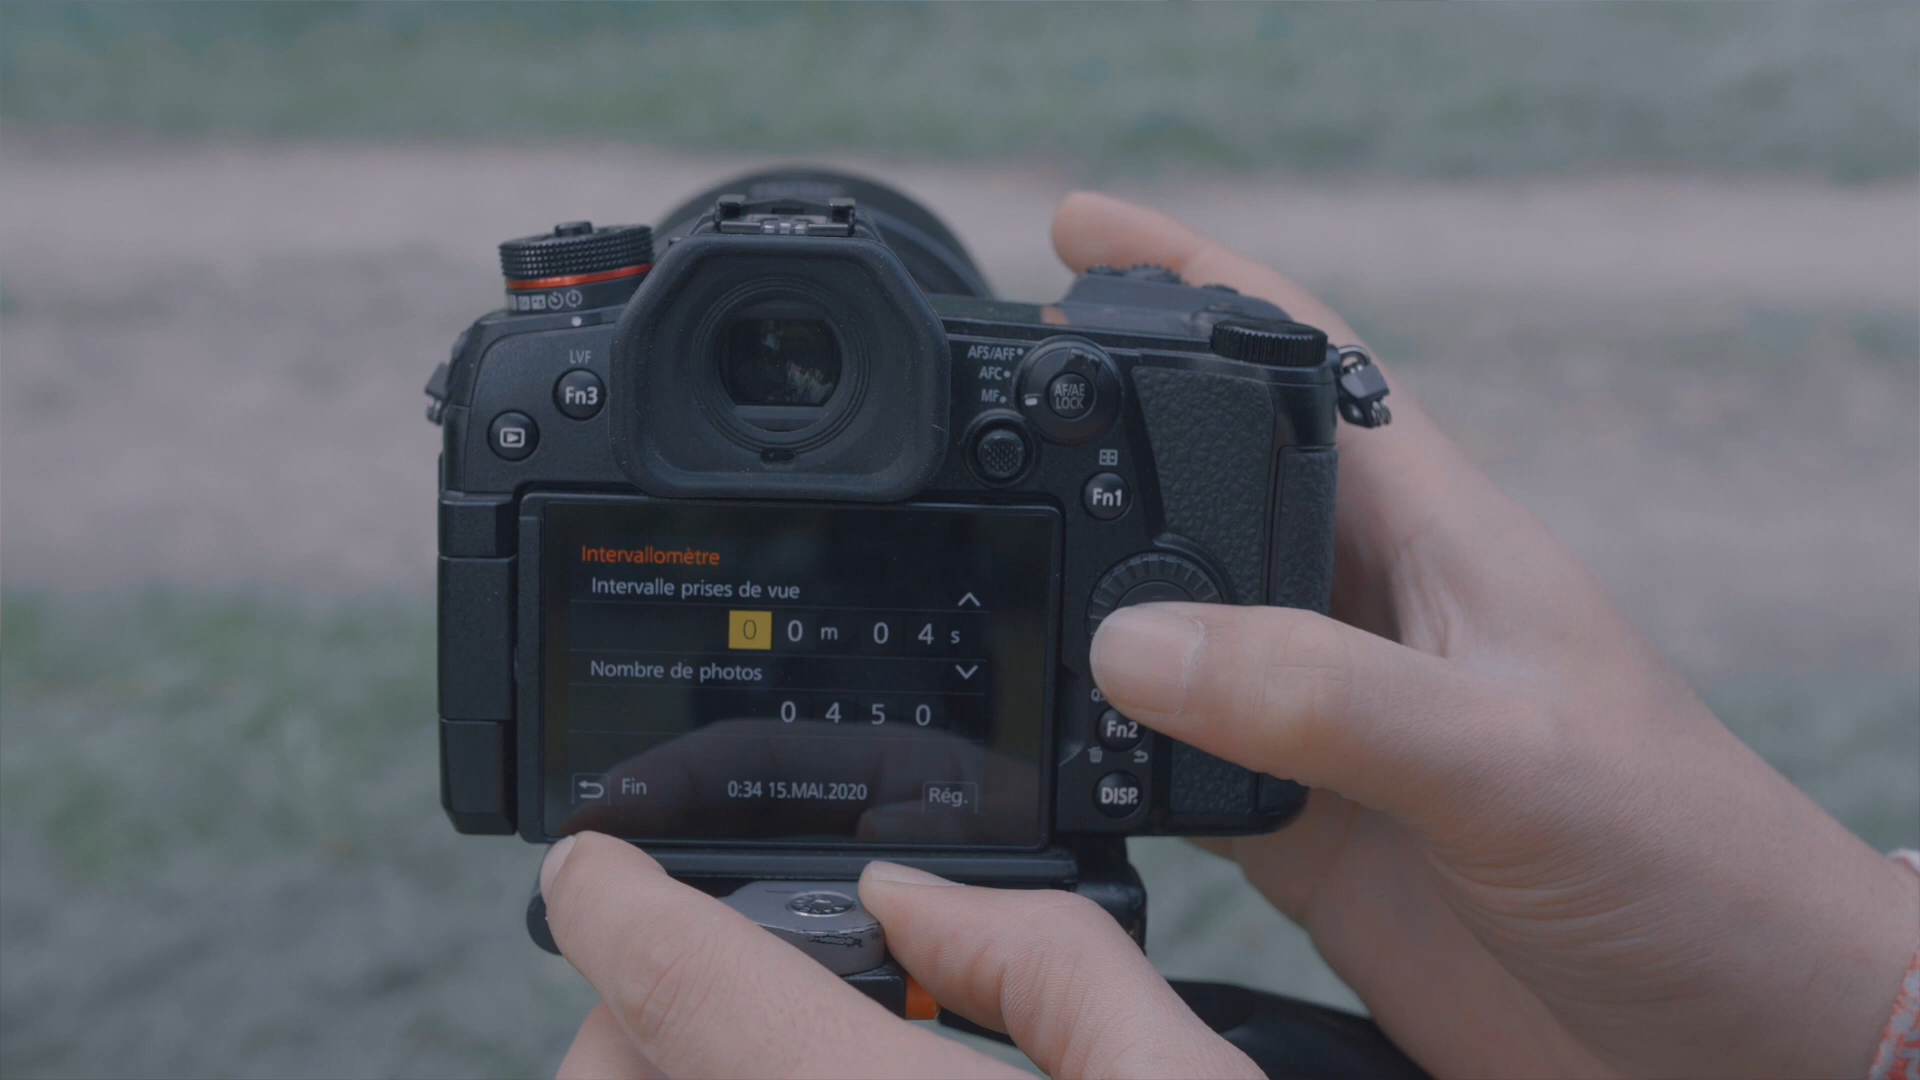 LVF
Fn3
AFS/AFF
AFC
MF
AF/AE
LOCK
Fn1
Intervallomètre
Intervalle prises de vue
0 0 m 0 4 s
Nombre de photos
0 4 5 0
Fin 0:34 15.MAI.2020 Rég.
Fn2
DISP.